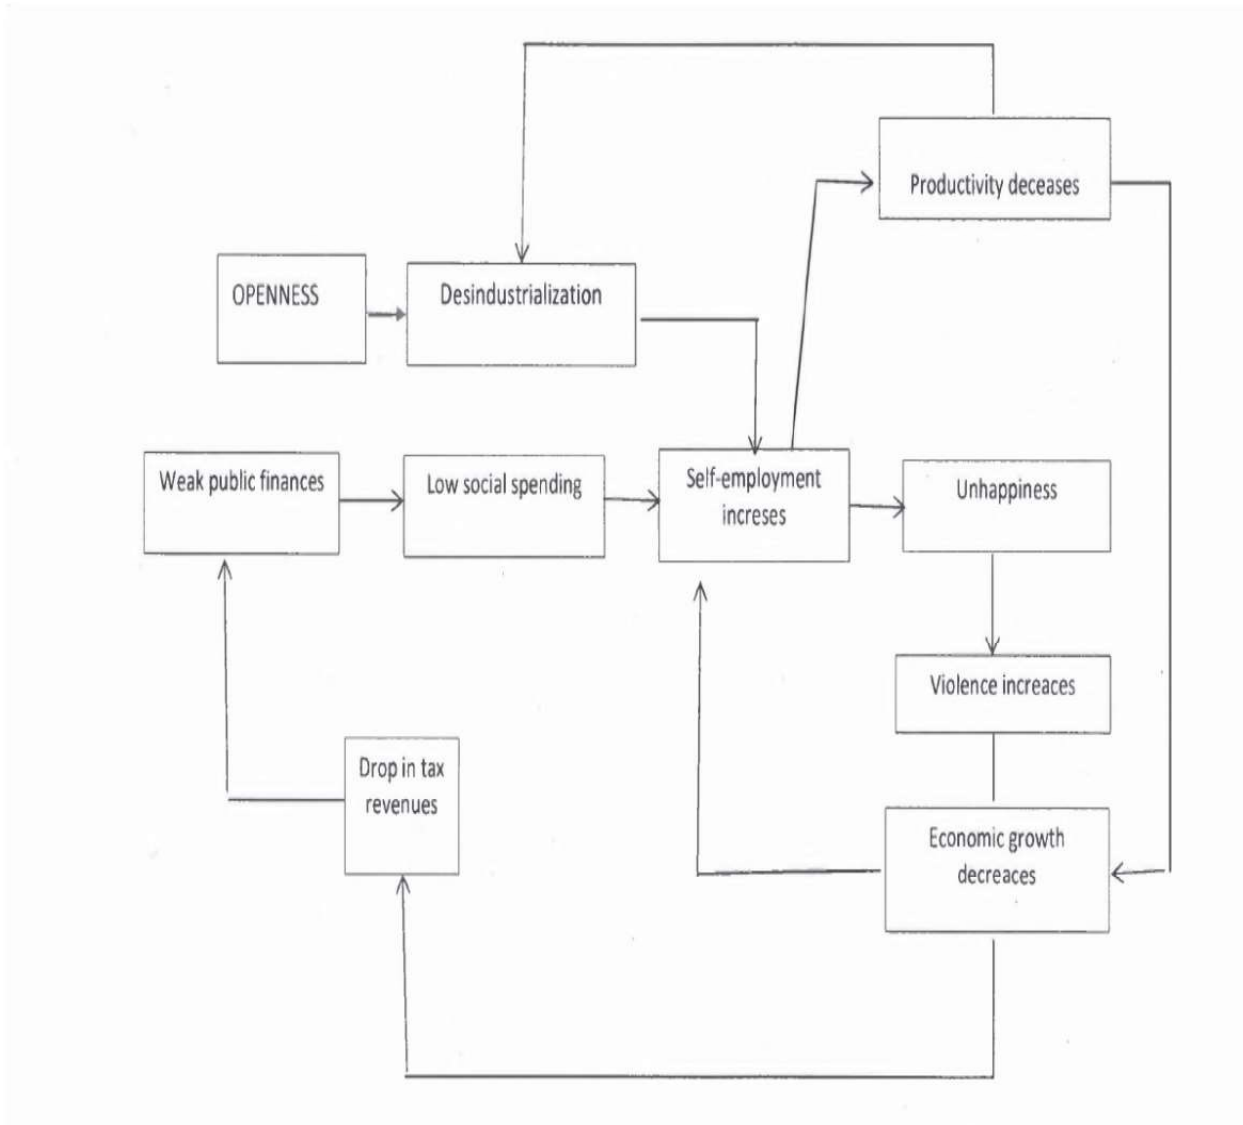 Productivity deceases
OPENNESS
Desindustrialization
Weak public finances
Low social spending
Self-employment
increses
Unhappiness
Violence increaces
Drop in tax
revenues
Economic growth
decreaces